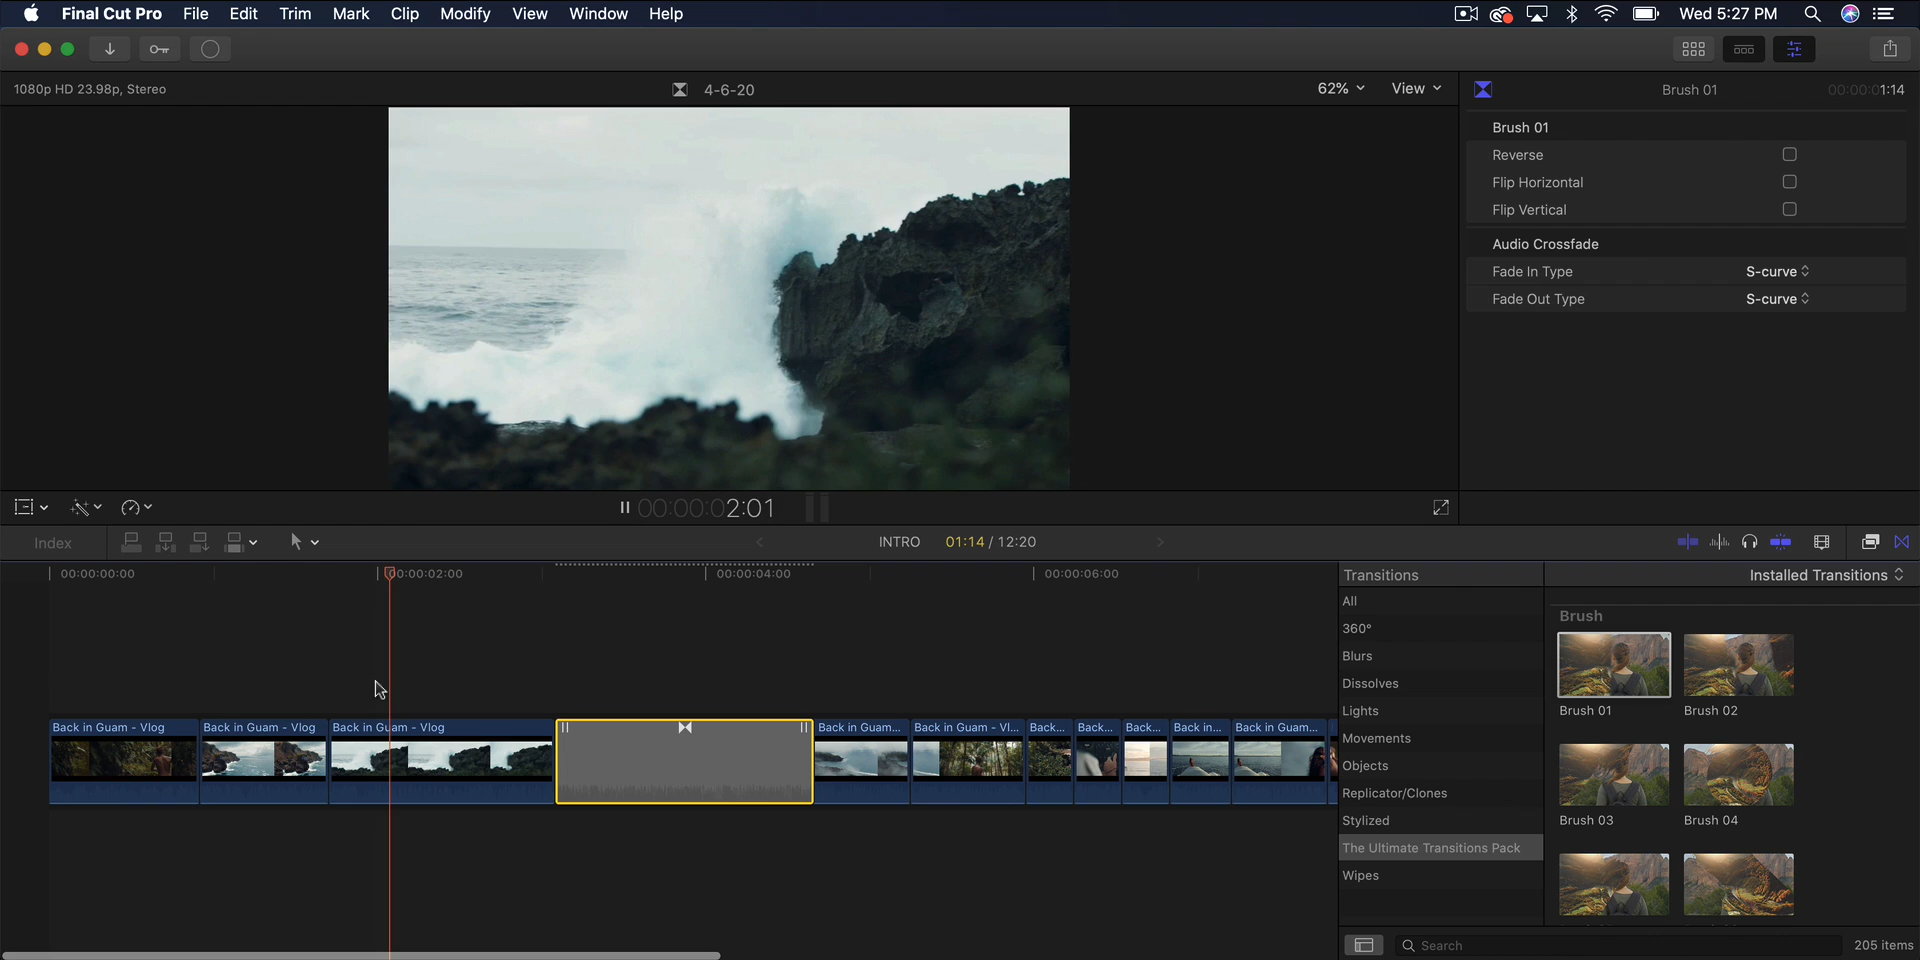 Final Cut Pro File Edit Trim Mark Clip Modify View Window Help Wed 5:27 PM
1080p HD 23.98p, Stereo 4-6-20 62% View
Brush 01 00:00:01:14
Brush 01
Reverse
Flip Horizontal
Flip Vertical
Audio Crossfade
Fade In Type S-curve
Fade Out Type S-curve
00:00:02:01
Index INTRO 01:14 / 12:20
00:00:00:00 00:00:02:00 00:00:04:00 00:00:06:00
Back in Guam - Vlog Back in Guam - Vlog Back in Guam - Vlog Back in Guam... Back in Guam - Vl... Back... Back... Back... Back in... Back in Guam...
Transitions
All
360°
Blurs
Dissolves
Lights
Movements
Objects
Replicator/Clones
Stylized
The Ultimate Transitions Pack
Wipes
Installed Transitions
Brush
Brush 01 Brush 02
Brush 03 Brush 04
Search 205 items